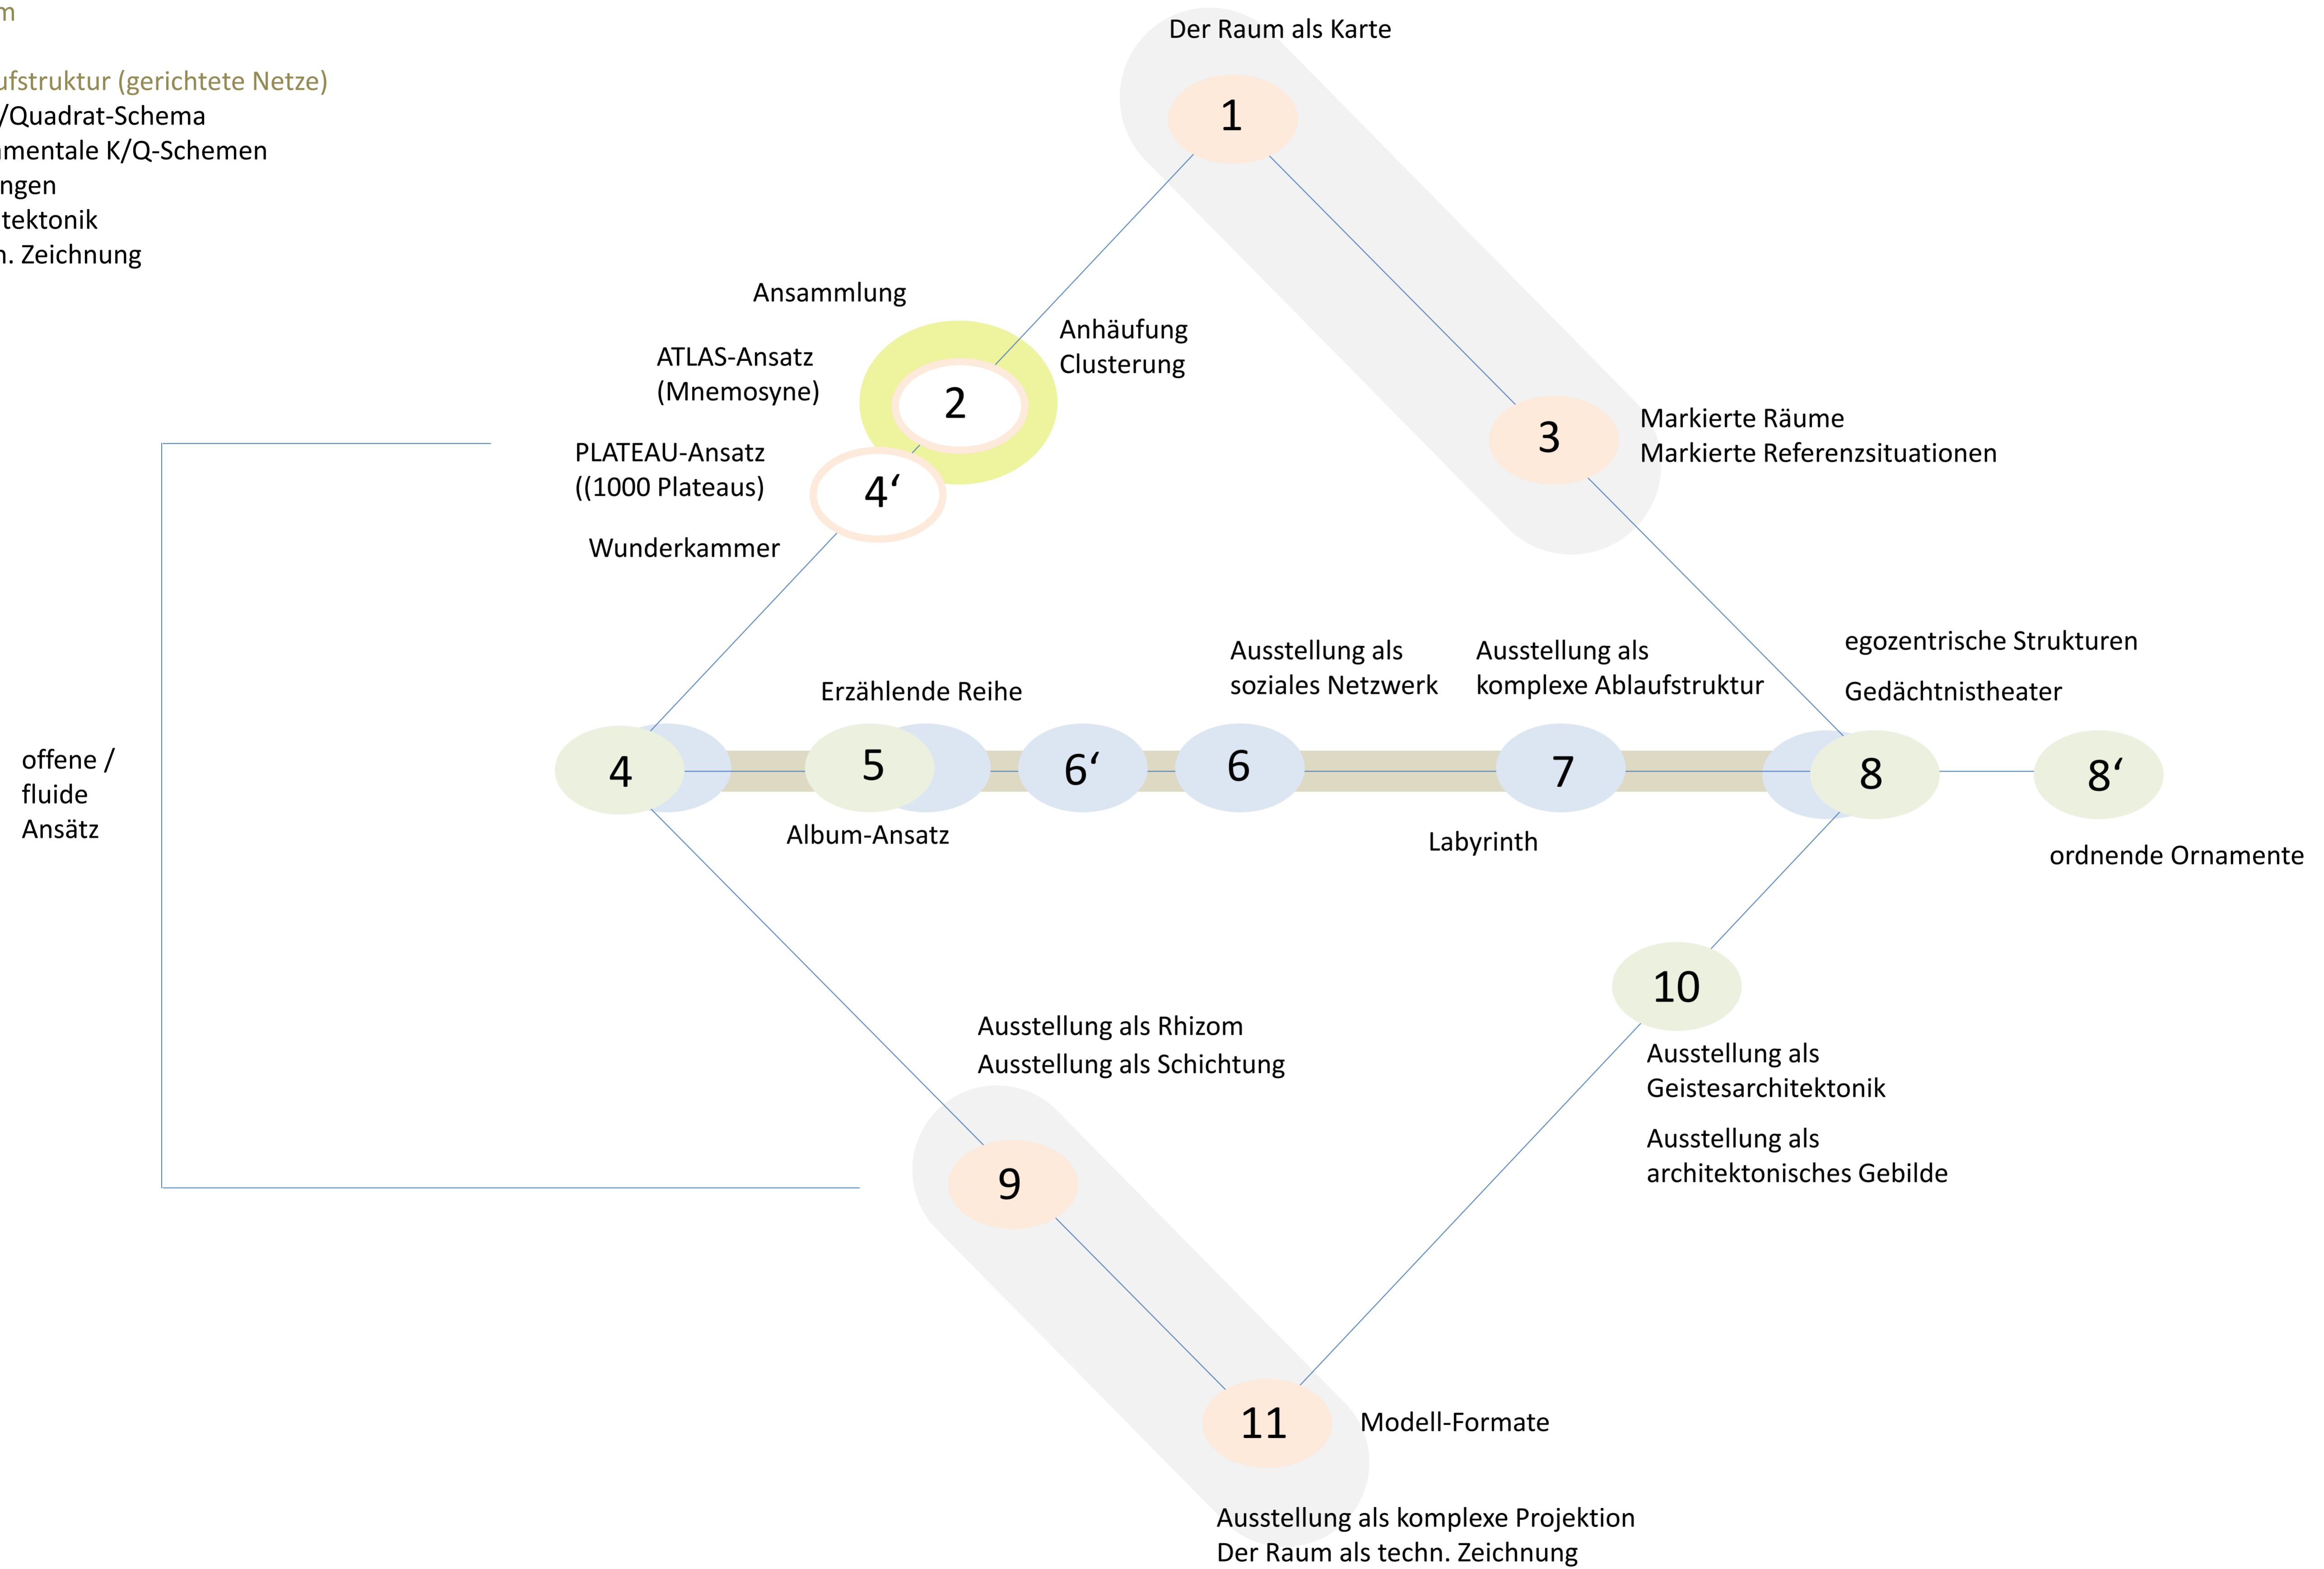 m
ufstruktur (gerichtete Netze)
/Quadrat-Schema
amentale K/Q-Schemen
ngen
tektonik
n. Zeichnung
Der Raum als Karte
1
Ansammlung
Anhäufung
Clusterung
ATLAS-Ansatz
(Mnemosyne)
2
3
Markierte Räume
Markierte Referenzsituationen
PLATEAU-Ansatz
((1000 Plateaus)
4‘
Wunderkammer
offene /
fluide
Ansätz
Erzählende Reihe
Ausstellung als
soziales Netzwerk
Ausstellung als
komplexe Ablaufstruktur
egozentrische Strukturen
Gedächtnistheater
4
5
6‘
6
7
8
8‘
Album-Ansatz
Labyrinth
ordnende Ornamente
10
Ausstellung als
Geistesarchitektonik
Ausstellung als
architektonisches Gebilde
Ausstellung als Rhizom
Ausstellung als Schichtung
9
11
Modell-Formate
Ausstellung als komplexe Projektion
Der Raum als techn. Zeichnung